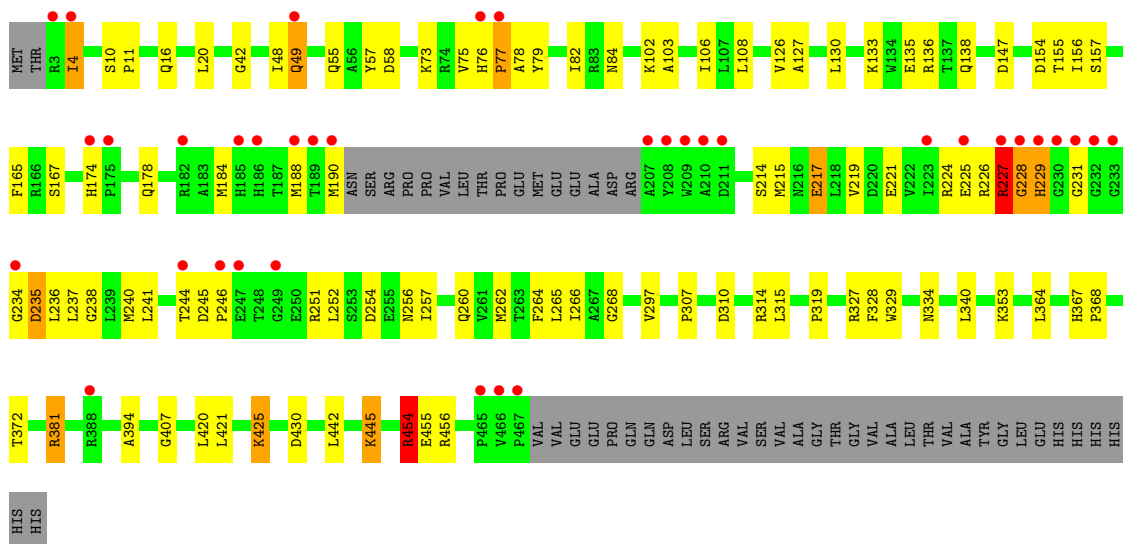 MET THR R3 I4 S10 P11 Q16 L20 G42 I48 Q49 Q55 A56 Y57 D58 K73 R74 V75 H76 P77 A78 Y79 I82 R83 N84 K102 A103 I106 L107 L108 V126 A127 L130 K133 W134 E135 R136 T137 Q138 D147 D154 T155 I156 S157
F165 R166 S167 H174 P175 Q178 R182 A183 M184 H185 H186 T187 M188 T189 M190 ASN SER ARG PRO PRO VAL LEU THR PRO GLU MET GLU GLU ALA ASP ARG A207 Y208 W209 A210 D211 S214 M215 N216 E217 L218 V219 D220 E221 V222 I223 R224 E225 R226 R227 G228 H229 G230 G231 G232 G233
G234 D235 L236 L237 G238 L239 M240 L241 T244 D245 P246 E247 T248 G249 E250 R251 L252 S253 D254 E255 N256 I257 Q260 V261 M262 T263 F264 L265 I266 A267 G268 V297 P307 D310 R314 L315 P319 R327 F328 W329 N334 L340 K353 L364 H367 P368
T372 R381 R388 A394 G407 L420 L421 K425 D430 L442 K445 R454 E455 R456 P465 V466 P467 VAL VAL GLU GLU PRO GLN GLN ASP LEU SER ARG VAL SER VAL ALA GLY THR GLY VAL ALA LEU THR VAL ALA TYR GLY LEU GLU HIS HIS HIS HIS
HIS HIS